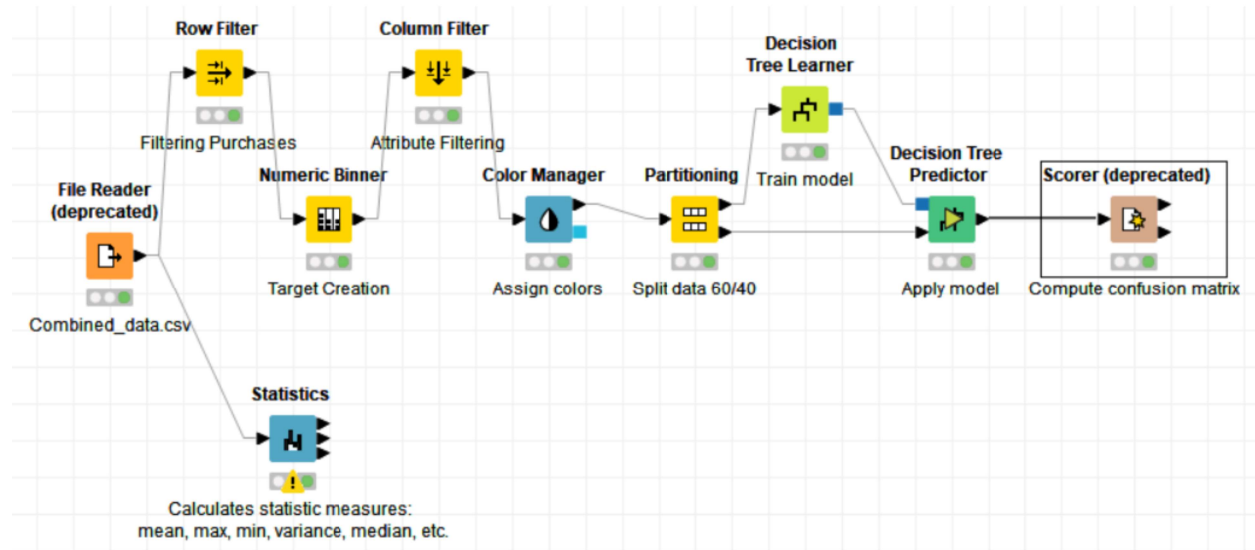 Row Filter
Filtering Purchases
Column Filter
Attribute Filtering
Decision
Tree Learner
Train model
File Reader
(deprecated)
Combined_data.csv
Numeric Binner
Target Creation
Color Manager
Assign colors
Partitioning
Split data 60/40
Decision Tree
Predictor
Apply model
Scorer (deprecated)
Compute confusion matrix
Statistics
Calculates statistic measures:
mean, max, min, variance, median, etc.